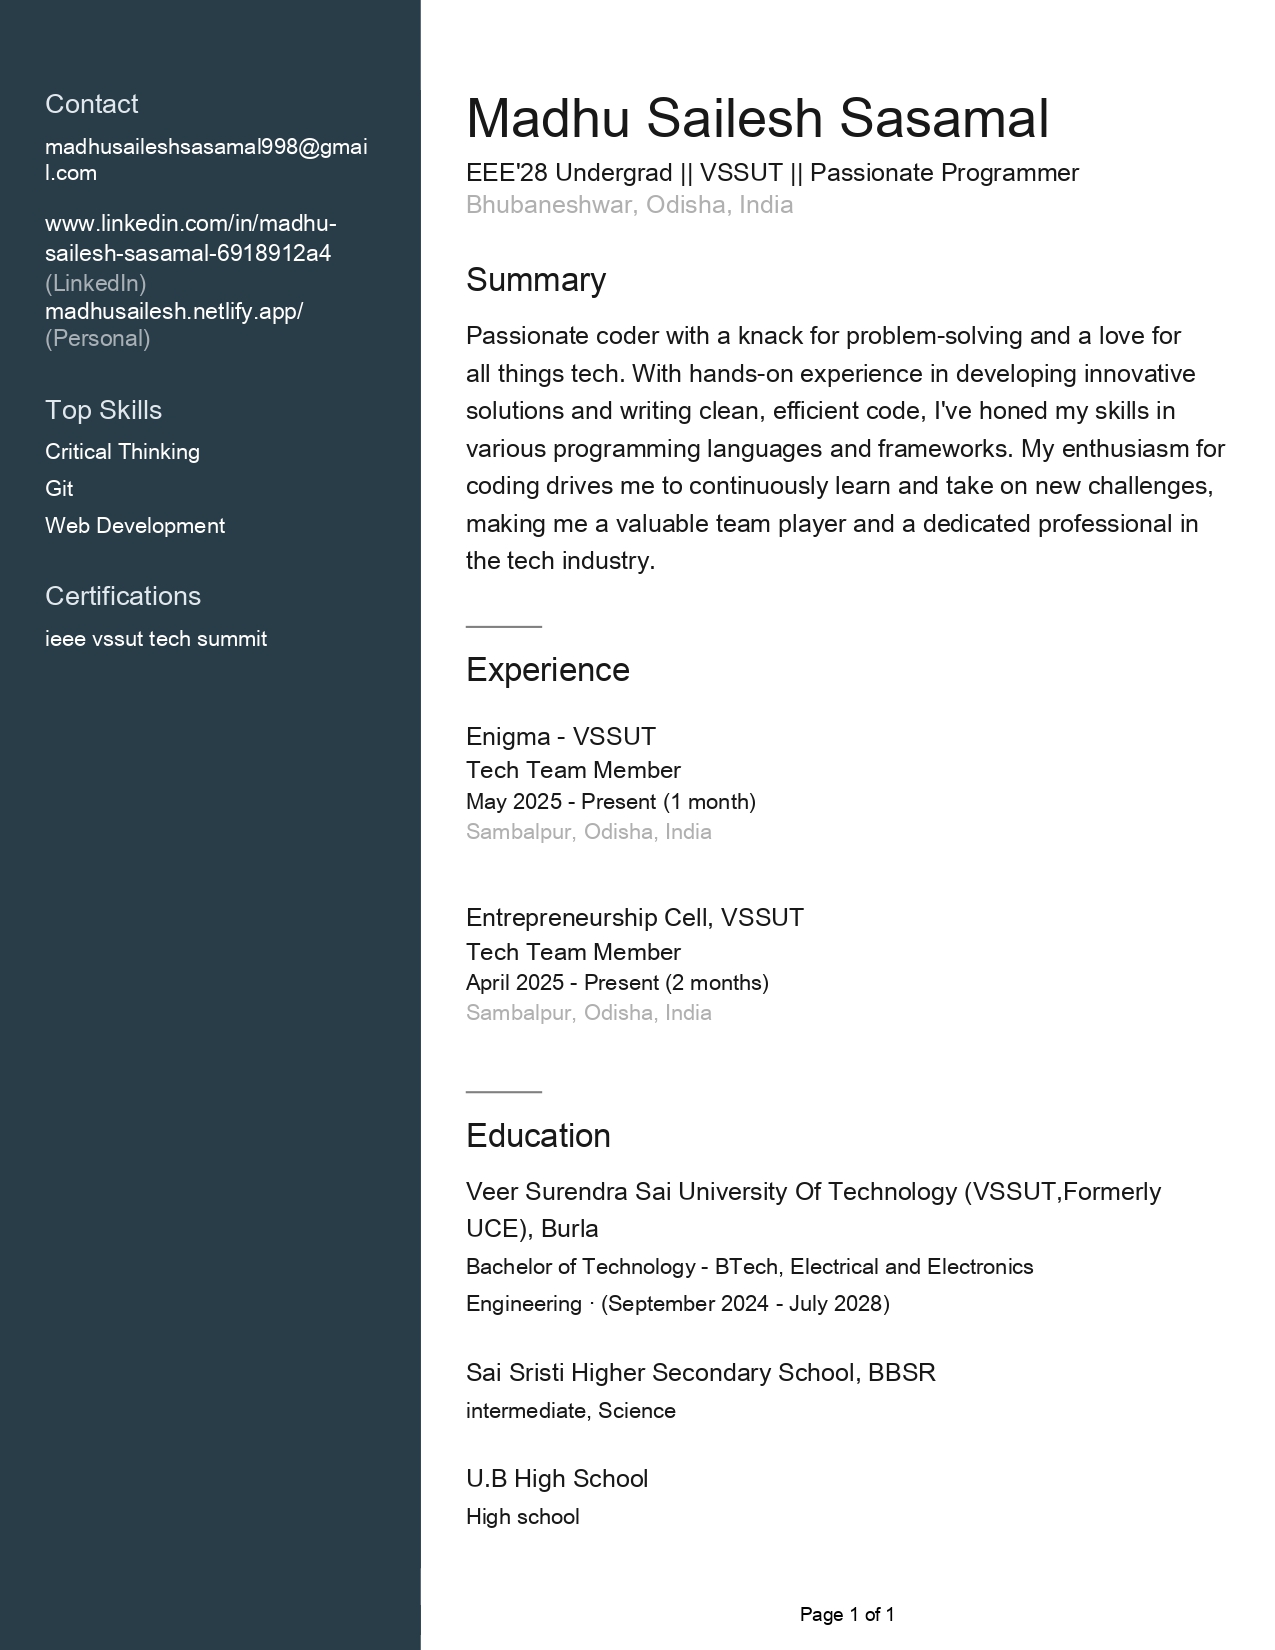 Contact
madhusaileshsasamal998@gmai
l.com
www.linkedin.com/in/madhu-
sailesh-sasamal-6918912a4
(LinkedIn)
madhusailesh.netlify.app/
(Personal)
Top Skills
Critical Thinking
Git
Web Development
Certifications
ieee vssut tech summit
Madhu Sailesh Sasamal
EEE'28 Undergrad || VSSUT || Passionate Programmer
Bhubaneshwar, Odisha, India
Summary
Passionate coder with a knack for problem-solving and a love for
all things tech. With hands-on experience in developing innovative
solutions and writing clean, efficient code, I've honed my skills in
various programming languages and frameworks. My enthusiasm for
coding drives me to continuously learn and take on new challenges,
making me a valuable team player and a dedicated professional in
the tech industry.
Experience
Enigma - VSSUT
Tech Team Member
May 2025 - Present (1 month)
Sambalpur, Odisha, India
Entrepreneurship Cell, VSSUT
Tech Team Member
April 2025 - Present (2 months)
Sambalpur, Odisha, India
Education
Veer Surendra Sai University Of Technology (VSSUT,Formerly
UCE), Burla
Bachelor of Technology - BTech, Electrical and Electronics
Engineering · (September 2024 - July 2028)
Sai Sristi Higher Secondary School, BBSR
intermediate, Science
U.B High School
High school
Page 1 of 1